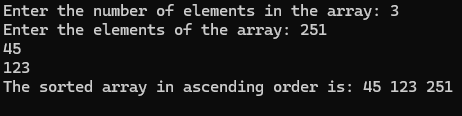 Enter the number of elements in the array: 3
Enter the elements of the array: 251
45
123
The sorted array in ascending order is: 45 123 251